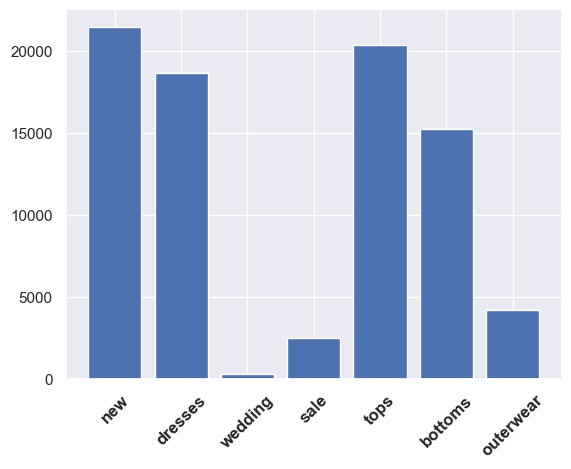 20000
15000
10000
5000
0
new
dresses
wedding
sale
tops
bottoms
outerwear